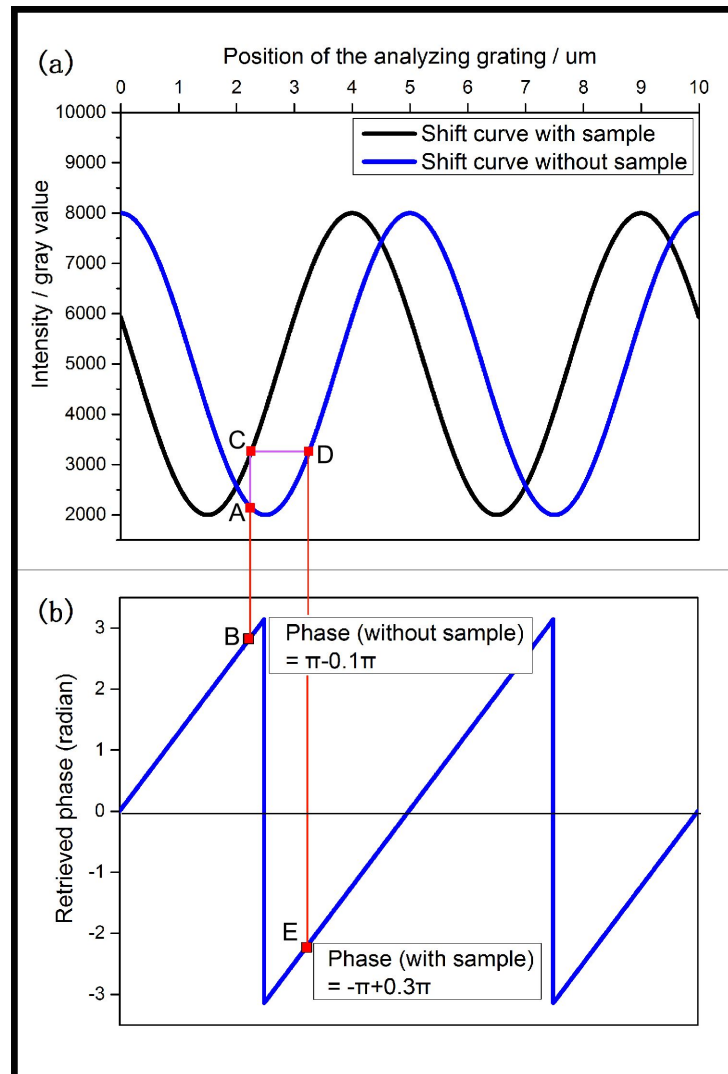 (a)
Position of the analyzing grating / um
0 1 2 3 4 5 6 7 8 9 10
Intensity / gray value
10000
9000
8000
7000
6000
5000
4000
3000
2000
Shift curve with sample
Shift curve without sample
C
D
A
(b)
Retrieved phase (radian)
3
2
1
0
-1
-2
-3
B
Phase (without sample)
= π-0.1π
E
Phase (with sample)
= -π+0.3π